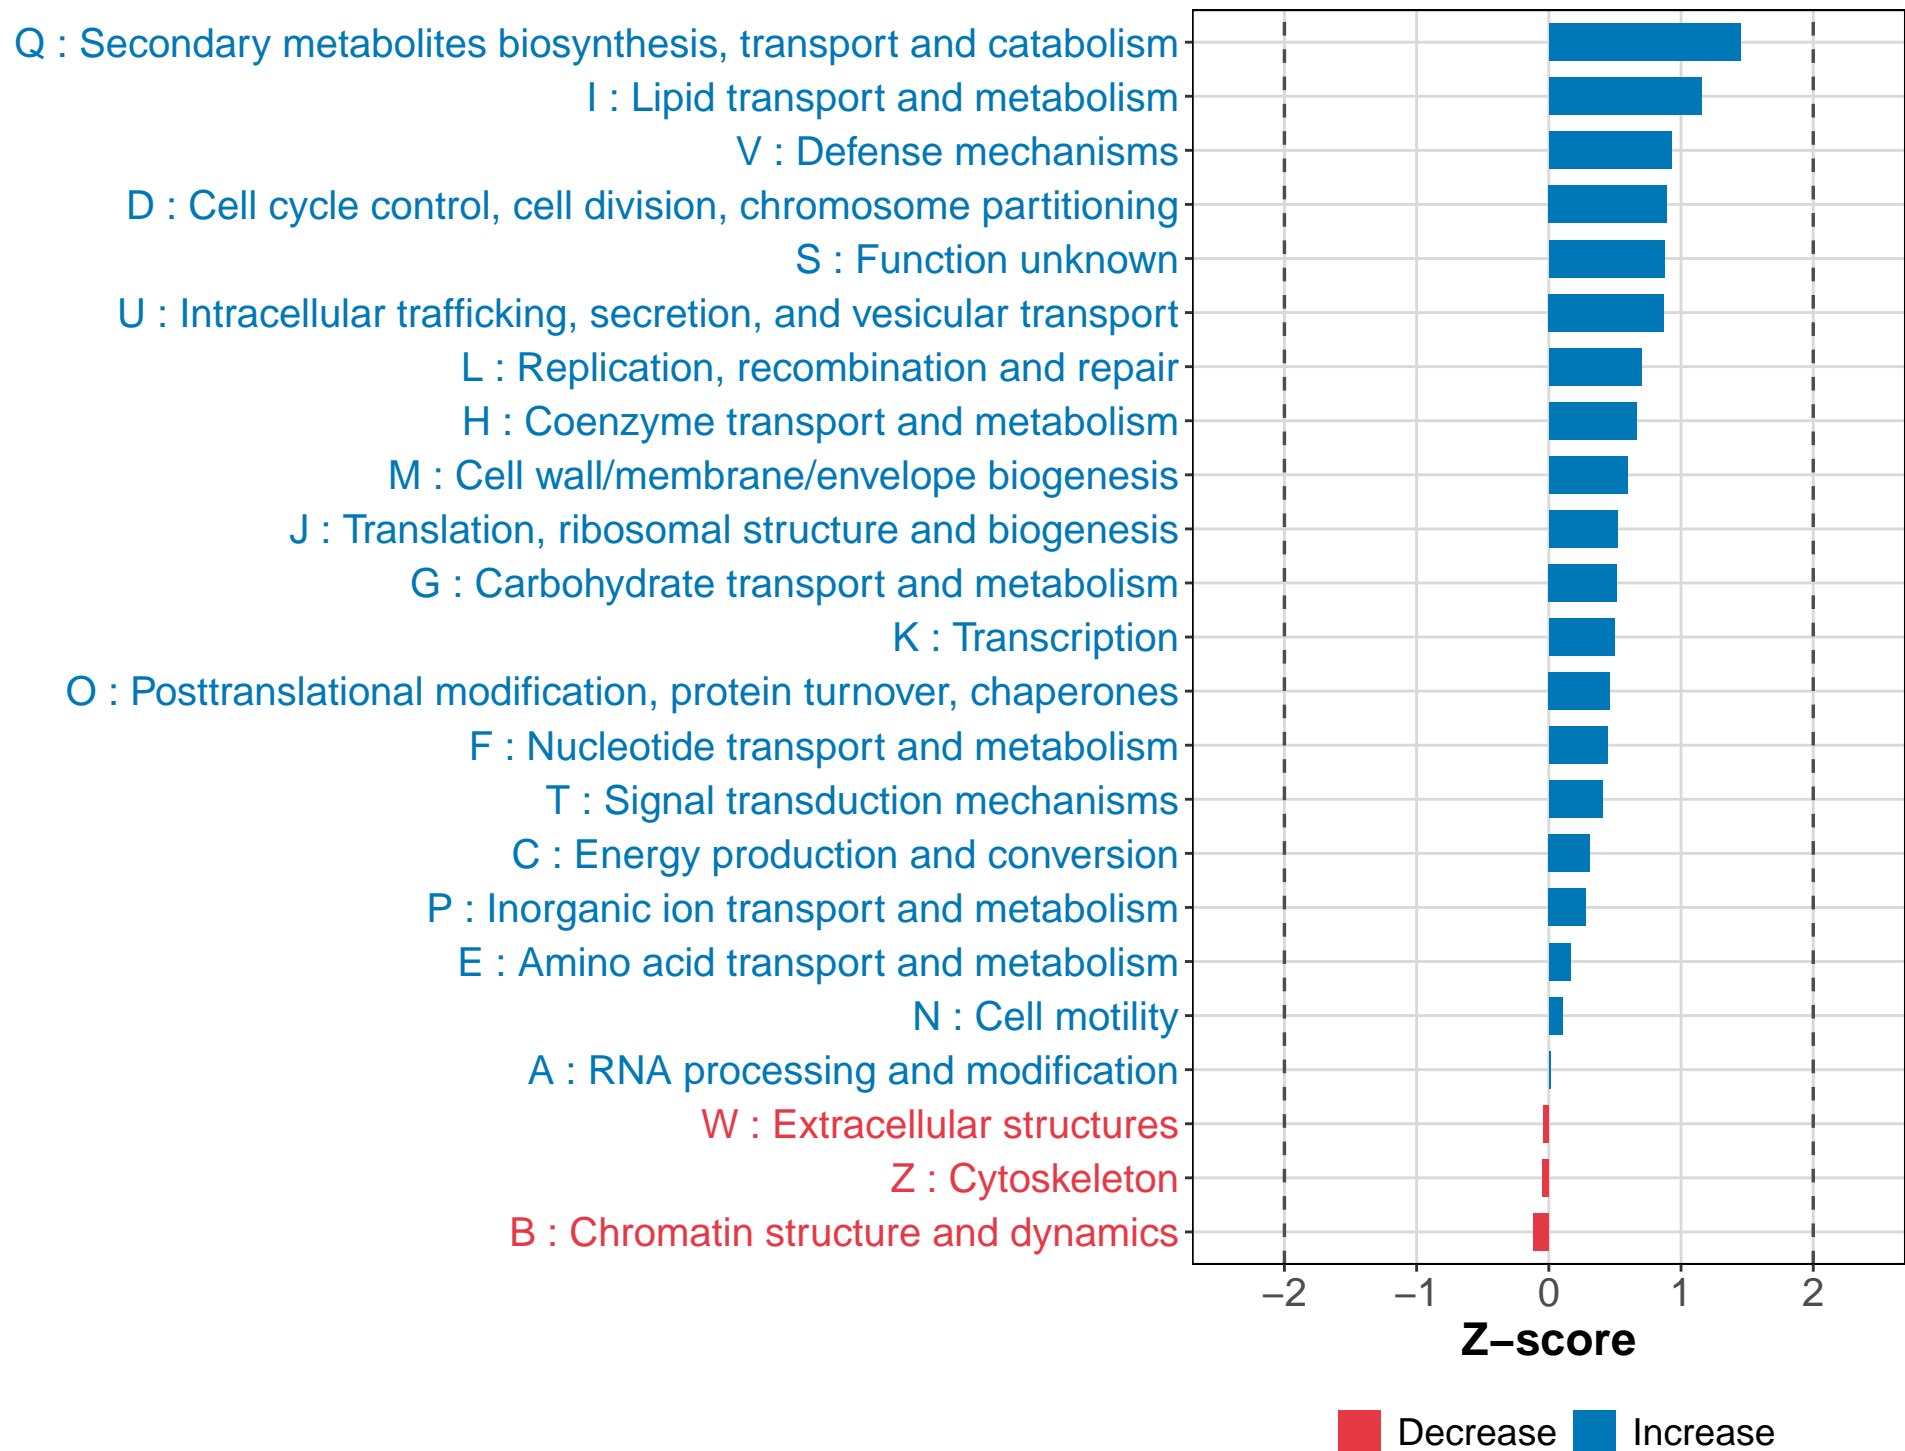 Q : Secondary metabolites biosynthesis, transport and catabolism
I : Lipid transport and metabolism
V : Defense mechanisms
D : Cell cycle control, cell division, chromosome partitioning
S : Function unknown
U : Intracellular trafficking, secretion, and vesicular transport
L : Replication, recombination and repair
H : Coenzyme transport and metabolism
M : Cell wall/membrane/envelope biogenesis
J : Translation, ribosomal structure and biogenesis
G : Carbohydrate transport and metabolism
K : Transcription
O : Posttranslational modification, protein turnover, chaperones
F : Nucleotide transport and metabolism
T : Signal transduction mechanisms
C : Energy production and conversion
P : Inorganic ion transport and metabolism
E : Amino acid transport and metabolism
N : Cell motility
A : RNA processing and modification
W : Extracellular structures
Z : Cytoskeleton
B : Chromatin structure and dynamics
−2 −1 0 1 2
Z−score
Decrease Increase